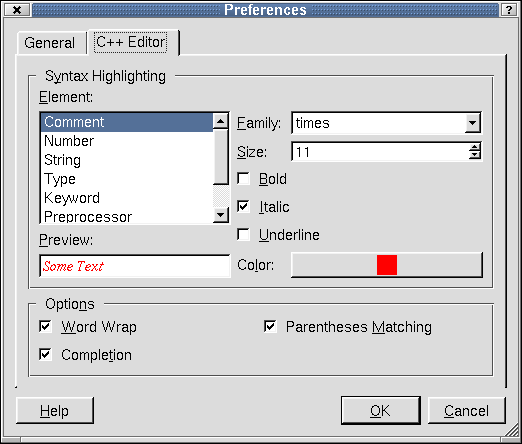 Preferences
General
C++ Editor
Syntax Highlighting
Element:
Comment
Number
String
Type
Keyword
Preprocessor
Family: times
Size: 11
Bold
Italic
Underline
Preview:
Some Text
Color:
Options
Word Wrap
Parentheses Matching
Completion
Help
OK
Cancel